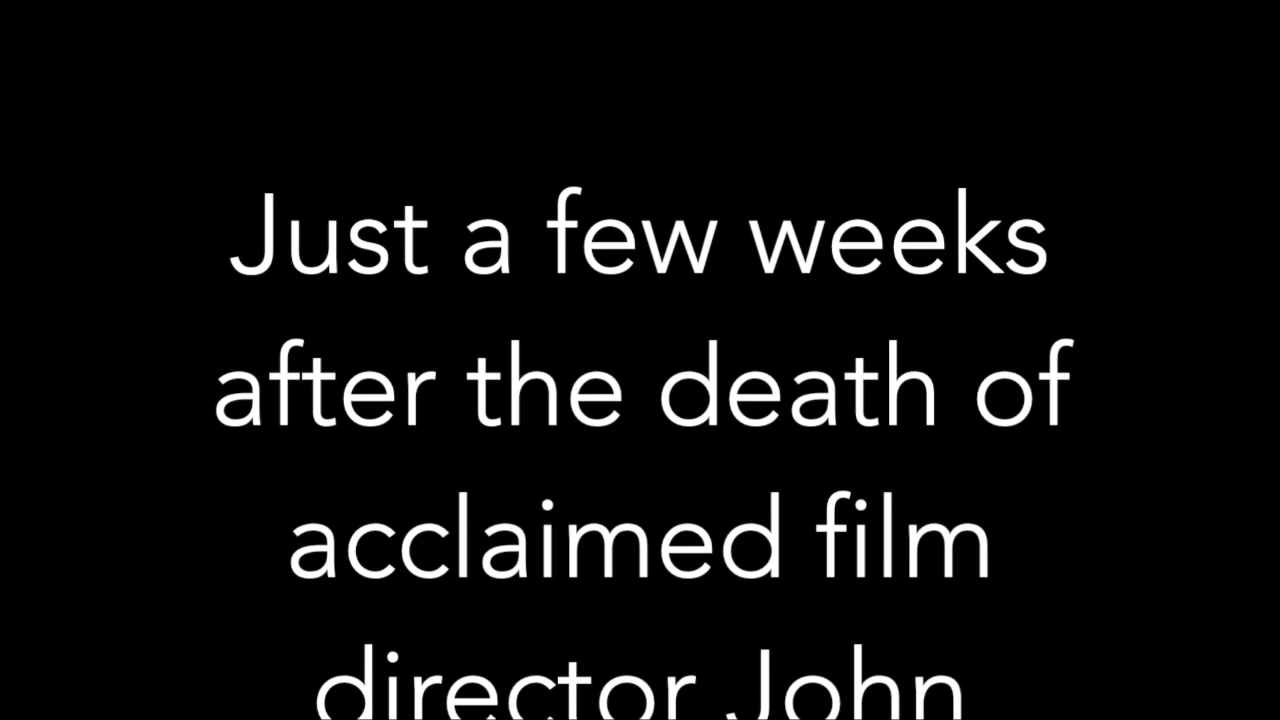 Just a few weeks
after the death of
acclaimed film
director John